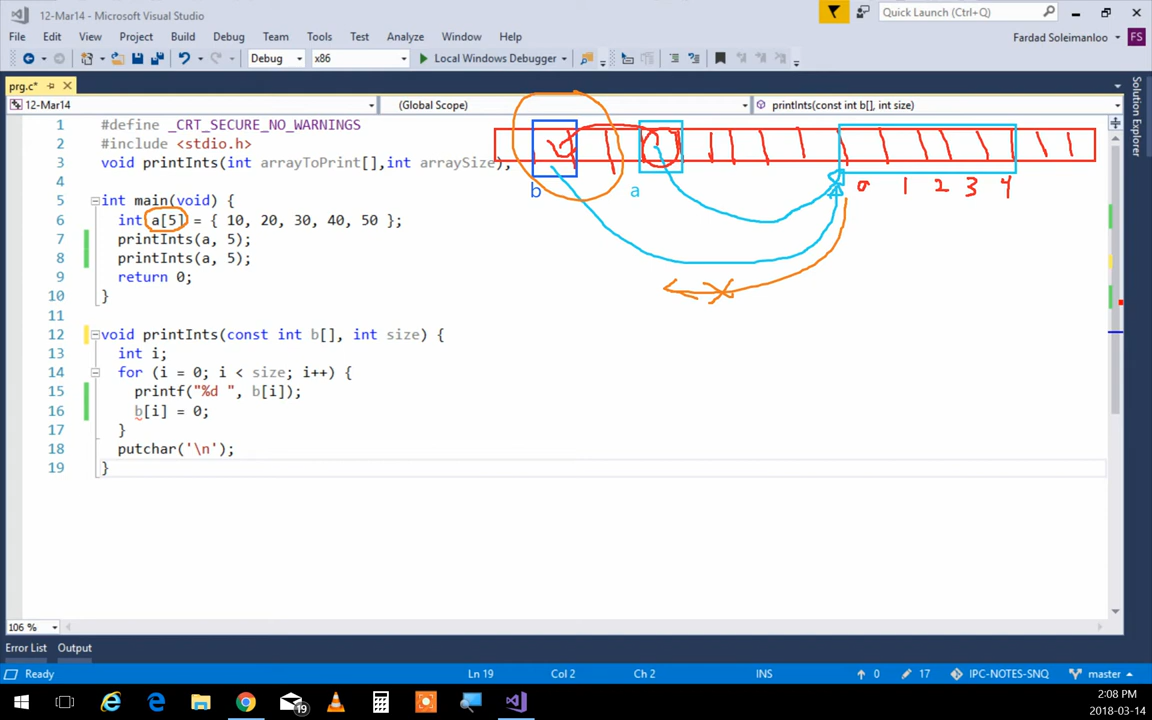 12-Mar14 - Microsoft Visual Studio
Quick Launch (Ctrl+Q)
File Edit View Project Build Debug Team Tools Test Analyze Window Help
Fardad Soleimanloo FS
Debug x86 Local Windows Debugger
prg.c*
12-Mar14 (Global Scope) printInts(const int b[], int size)
Solution Explorer
1 #define _CRT_SECURE_NO_WARNINGS
2 #include <stdio.h>
3 void printInts(int arrayToPrint[],int arraySize);
4
5 int main(void) {
6 int a[5] = { 10, 20, 30, 40, 50 };
7 printInts(a, 5);
8 printInts(a, 5);
9 return 0;
10 }
11
12 void printInts(const int b[], int size) {
13 int i;
14 for (i = 0; i < size; i++) {
15 printf("%d ", b[i]);
16 b[i] = 0;
17 }
18 putchar('\n');
19 }
b a 0 1 2 3 4
106 %
Error List Output
Ready Ln 19 Col 2 Ch 2 INS 0 17 IPC-NOTES-SNQ master
19
2:08 PM
2018-03-14